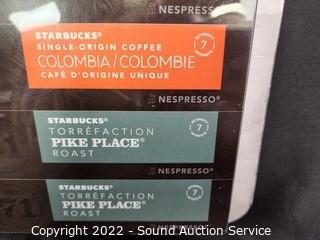 NESPRESSO®
STARBUCKS®
SINGLE-ORIGIN COFFEE
COLOMBIA/COLOMBIE
CAFÉ D'ORIGINE UNIQUE
7
NESPRESSO®
STARBUCKS®
TORRÉFACTION
PIKE PLACE®
ROAST
7
NESPRESSO®
STARBUCKS®
TORRÉFACTION
PIKE PLACE®
ROAST
7
Copyright 2022 - Sound Auction Service